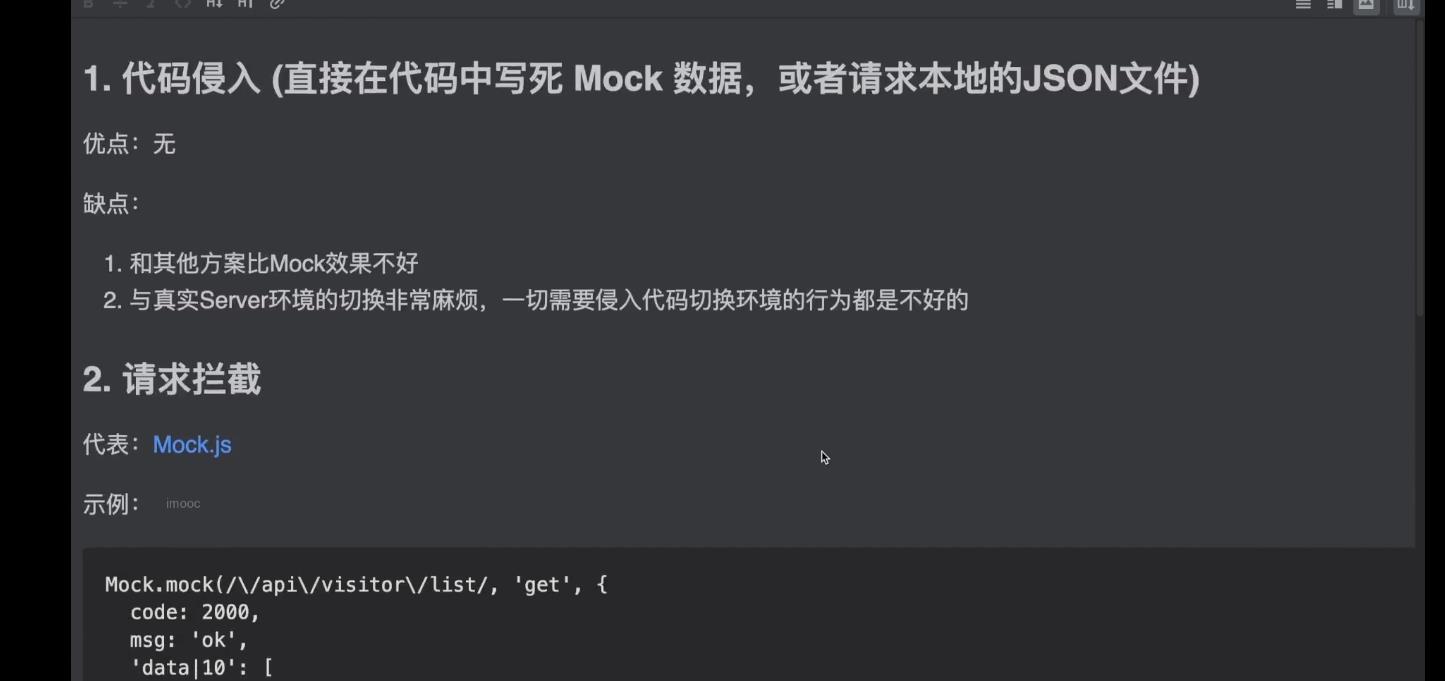 1. 代码侵入 (直接在代码中写死 Mock 数据，或者请求本地的JSON文件)
优点：无
缺点：
1. 和其他方案比Mock效果不好
2. 与真实Server环境的切换非常麻烦，一切需要侵入代码切换环境的行为都是不好的
2. 请求拦截
代表：Mock.js
示例：
imooc
Mock.mock(/\/api\/visitor\/list/, 'get', {
code: 2000,
msg: 'ok',
'data|10': [